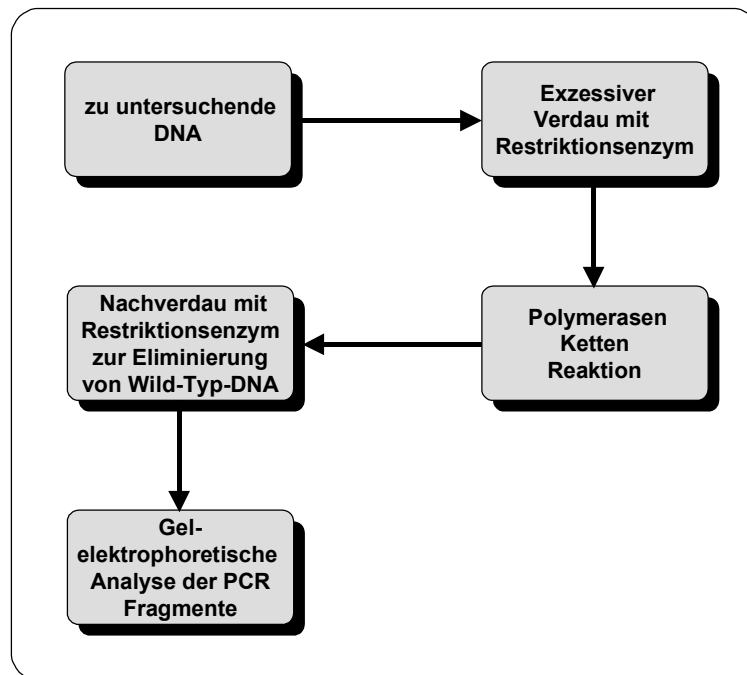 zu untersuchende
DNA
Exzessiver
Verdau mit
Restriktionsenzym
Polymerasen
Ketten
Reaktion
Nachverdau mit
Restriktionsenzym
zur Eliminierung
von Wild-Typ-DNA
Gel-
elektrophoretische
Analyse der PCR
Fragmente